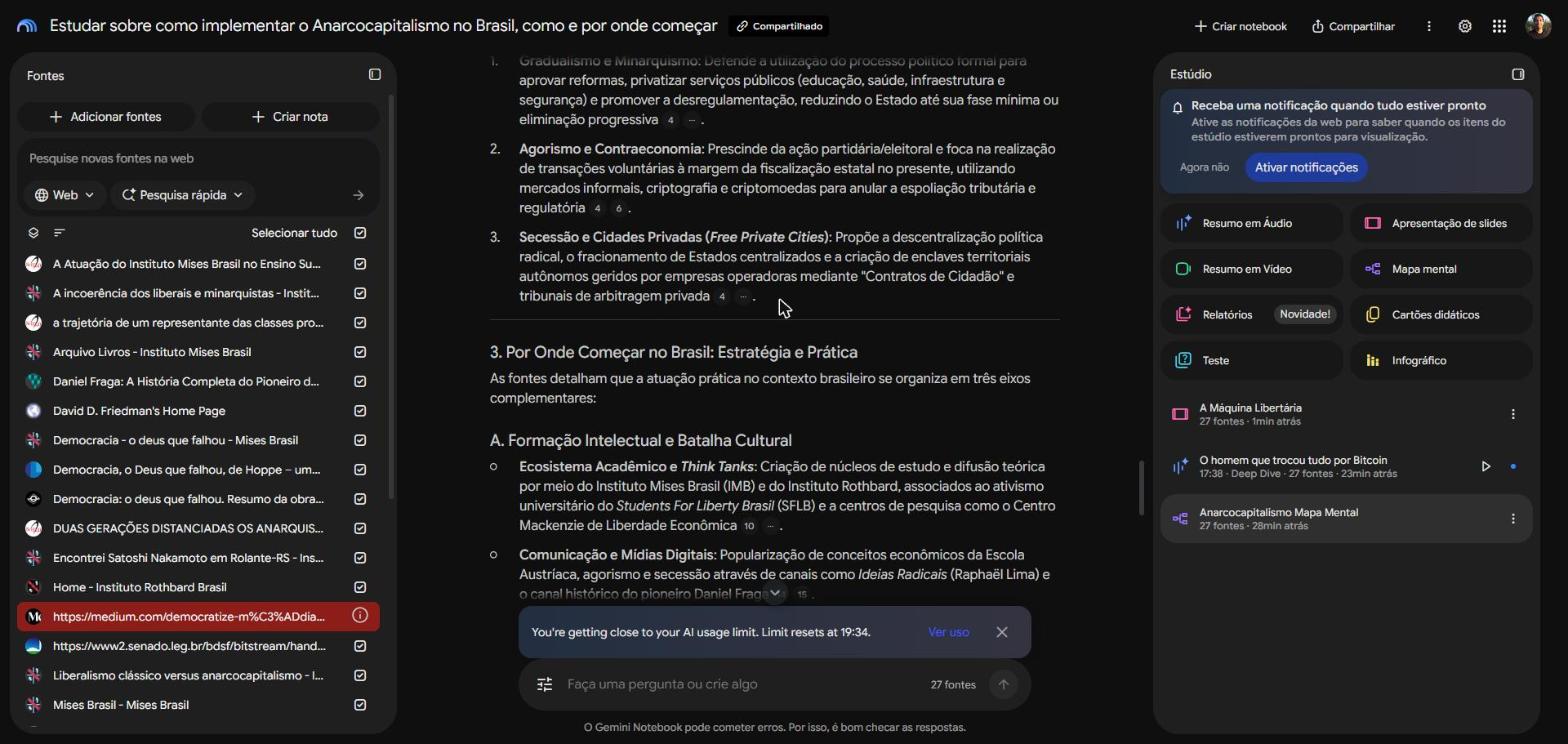 Estudar sobre como implementar o Anarcocapitalismo no Brasil, como e por onde começar
Compartilhado
Criar notebook
Compartilhar
Fontes
Adicionar fontes
Criar nota
Pesquise novas fontes na web
Web
Pesquisa rápida
Selecionar tudo
A Atuação do Instituto Mises Brasil no Ensino Su...
A incoerência dos liberais e minarquistas - Instit...
a trajetória de um representante das classes pro...
Arquivo Livros - Instituto Mises Brasil
Daniel Fraga: A História Completa do Pioneiro d...
David D. Friedman's Home Page
Democracia - o deus que falhou - Mises Brasil
Democracia, o Deus que falhou, de Hoppe – um...
Democracia: o deus que falhou. Resumo da obra...
DUAS GERAÇÕES DISTANCIADAS OS ANARQUIS...
Encontrei Satoshi Nakamoto em Rolante-RS - Ins...
Home - Instituto Rothbard Brasil
https://medium.com/democratize-m%C3%ADdia...
https://www2.senado.leg.br/bdsf/bitstream/hand...
Liberalismo clássico versus anarcocapitalismo - I...
Mises Brasil - Mises Brasil
1. Gradualismo e Minarquismo: Defende a utilização do processo político formal para
aprovar reformas, privatizar serviços públicos (educação, saúde, infraestrutura e
segurança) e promover a desregulamentação, reduzindo o Estado até sua fase mínima ou
eliminação progressiva 4 ... .
2. Agorismo e Contraeconomia: Prescinde da ação partidária/eleitoral e foca na realização
de transações voluntárias à margem da fiscalização estatal no presente, utilizando
mercados informais, criptografia e criptomoedas para anular a espoliação tributária e
regulatória 4 6 .
3. Secessão e Cidades Privadas (Free Private Cities): Propõe a descentralização política
radical, o fracionamento de Estados centralizados e a criação de enclaves territoriais
autônomos geridos por empresas operadoras mediante "Contratos de Cidadão" e
tribunais de arbitragem privada 4 ... .
3. Por Onde Começar no Brasil: Estratégia e Prática
As fontes detalham que a atuação prática no contexto brasileiro se organiza em três eixos
complementares:
A. Formação Intelectual e Batalha Cultural
Ecosistema Acadêmico e Think Tanks: Criação de núcleos de estudo e difusão teórica
por meio do Instituto Mises Brasil (IMB) e do Instituto Rothbard, associados ao ativismo
universitário do Students For Liberty Brasil (SFLB) e a centros de pesquisa como o Centro
Mackenzie de Liberdade Econômica 10 ... .
Comunicação e Mídias Digitais: Popularização de conceitos econômicos da Escola
Austríaca, agorismo e secessão através de canais como Ideias Radicais (Raphaël Lima) e
o canal histórico do pioneiro Daniel Fraga 15 .
You're getting close to your AI usage limit. Limit resets at 19:34.
Ver uso
Faça uma pergunta ou crie algo
27 fontes
O Gemini Notebook pode cometer erros. Por isso, é bom checar as respostas.
Estúdio
Receba uma notificação quando tudo estiver pronto
Ative as notificações da web para saber quando os itens do
estúdio estiverem prontos para visualização.
Agora não
Ativar notificações
Resumo em Áudio
Apresentação de slides
Resumo em Vídeo
Mapa mental
Relatórios
Novidade!
Cartões didáticos
Teste
Infográfico
A Máquina Libertária
27 fontes · 1min atrás
O homem que trocou tudo por Bitcoin
17:38 · Deep Dive · 27 fontes · 23min atrás
Anarcocapitalismo Mapa Mental
27 fontes · 28min atrás